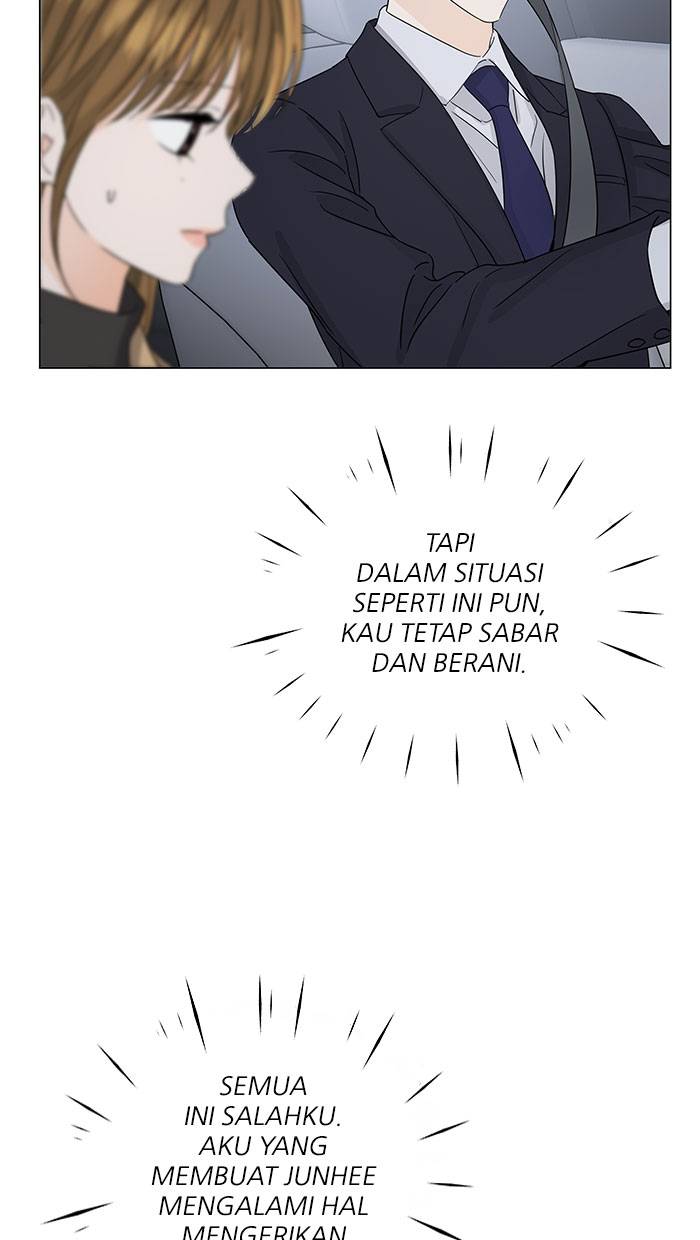 TAPI
DALAM SITUASI
SEPERTI INI PUN,
KAU TETAP SABAR
DAN BERANI.
SEMUA
INI SALAHKU.
AKU YANG
MEMBUAT JUNHEE
MENGALAMI HAL
MENGERIKAN